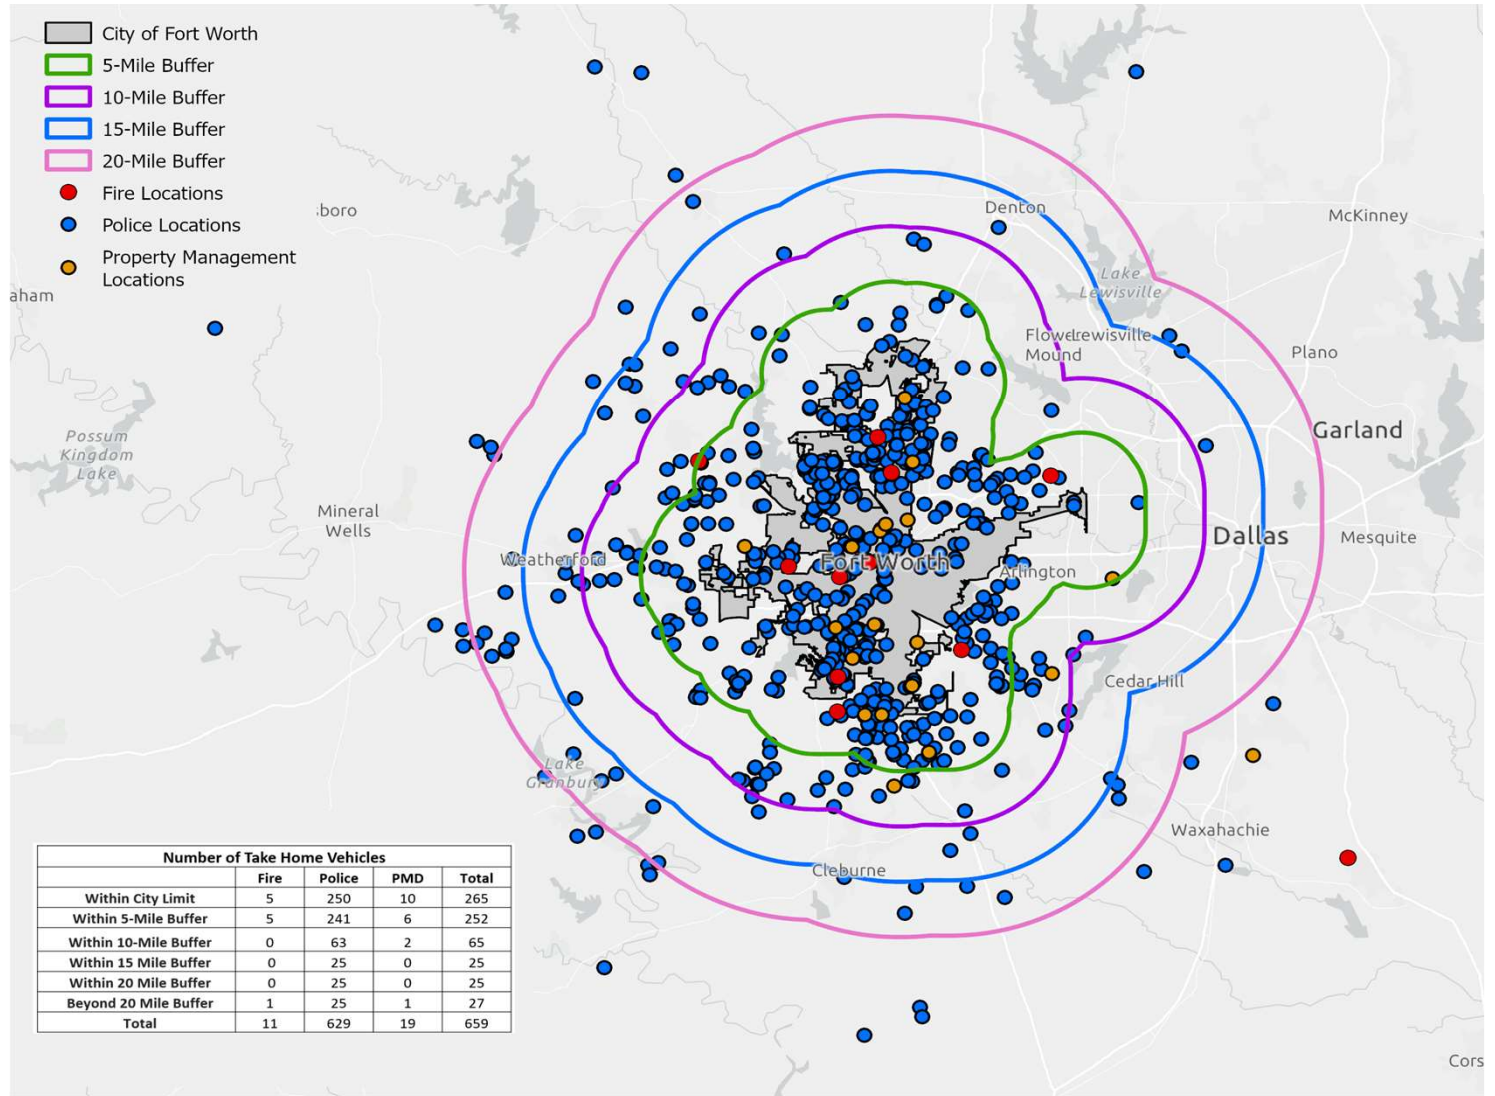 City of Fort Worth
5-Mile Buffer
10-Mile Buffer
15-Mile Buffer
20-Mile Buffer
Fire Locations
Police Locations
Property Management
Locations
sboro
Denton
McKinney
aham
Lake
Lewisville
Flower
Mound
Lewisville
Plano
Garland
Possum
Kingdom
Lake
Mineral
Wells
Dallas
Mesquite
Weatherford
Fort Worth
Arlington
Cedar Hill
Lake
Granbury
Waxahachie
Cleburne
Cors
Number of Take Home Vehicles
Fire Police PMD Total
Within City Limit 5 250 10 265
Within 5-Mile Buffer 5 241 6 252
Within 10-Mile Buffer 0 63 2 65
Within 15 Mile Buffer 0 25 0 25
Within 20 Mile Buffer 0 25 0 25
Beyond 20 Mile Buffer 1 25 1 27
Total 11 629 19 659